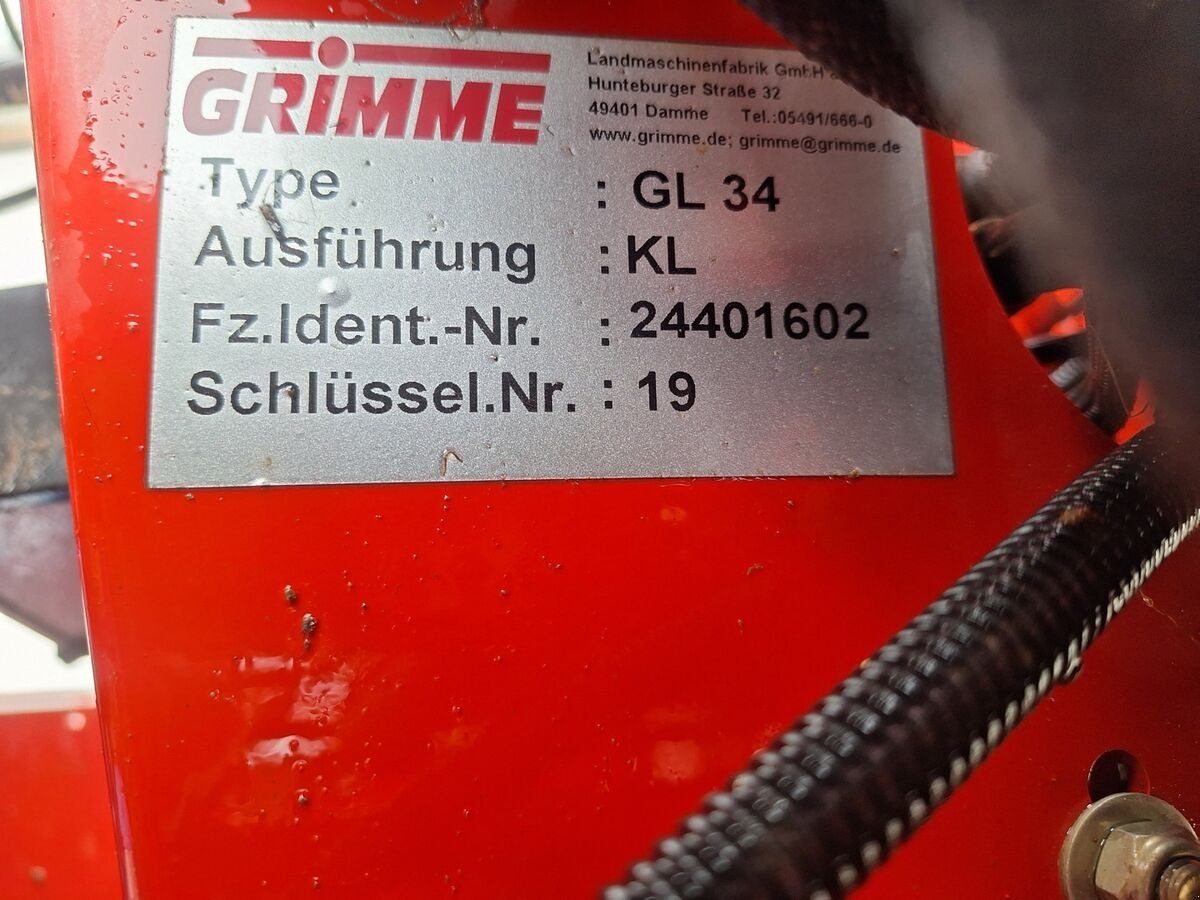 GRIMME
Landmaschinenfabrik GmbH
Hunteburger Straße 32
49401 Damme Tel.:05491/666-0
www.grimme.de; grimme@grimme.de
Type : GL 34
Ausführung : KL
Fz.Ident.-Nr. : 24401602
Schlüssel.Nr. : 19